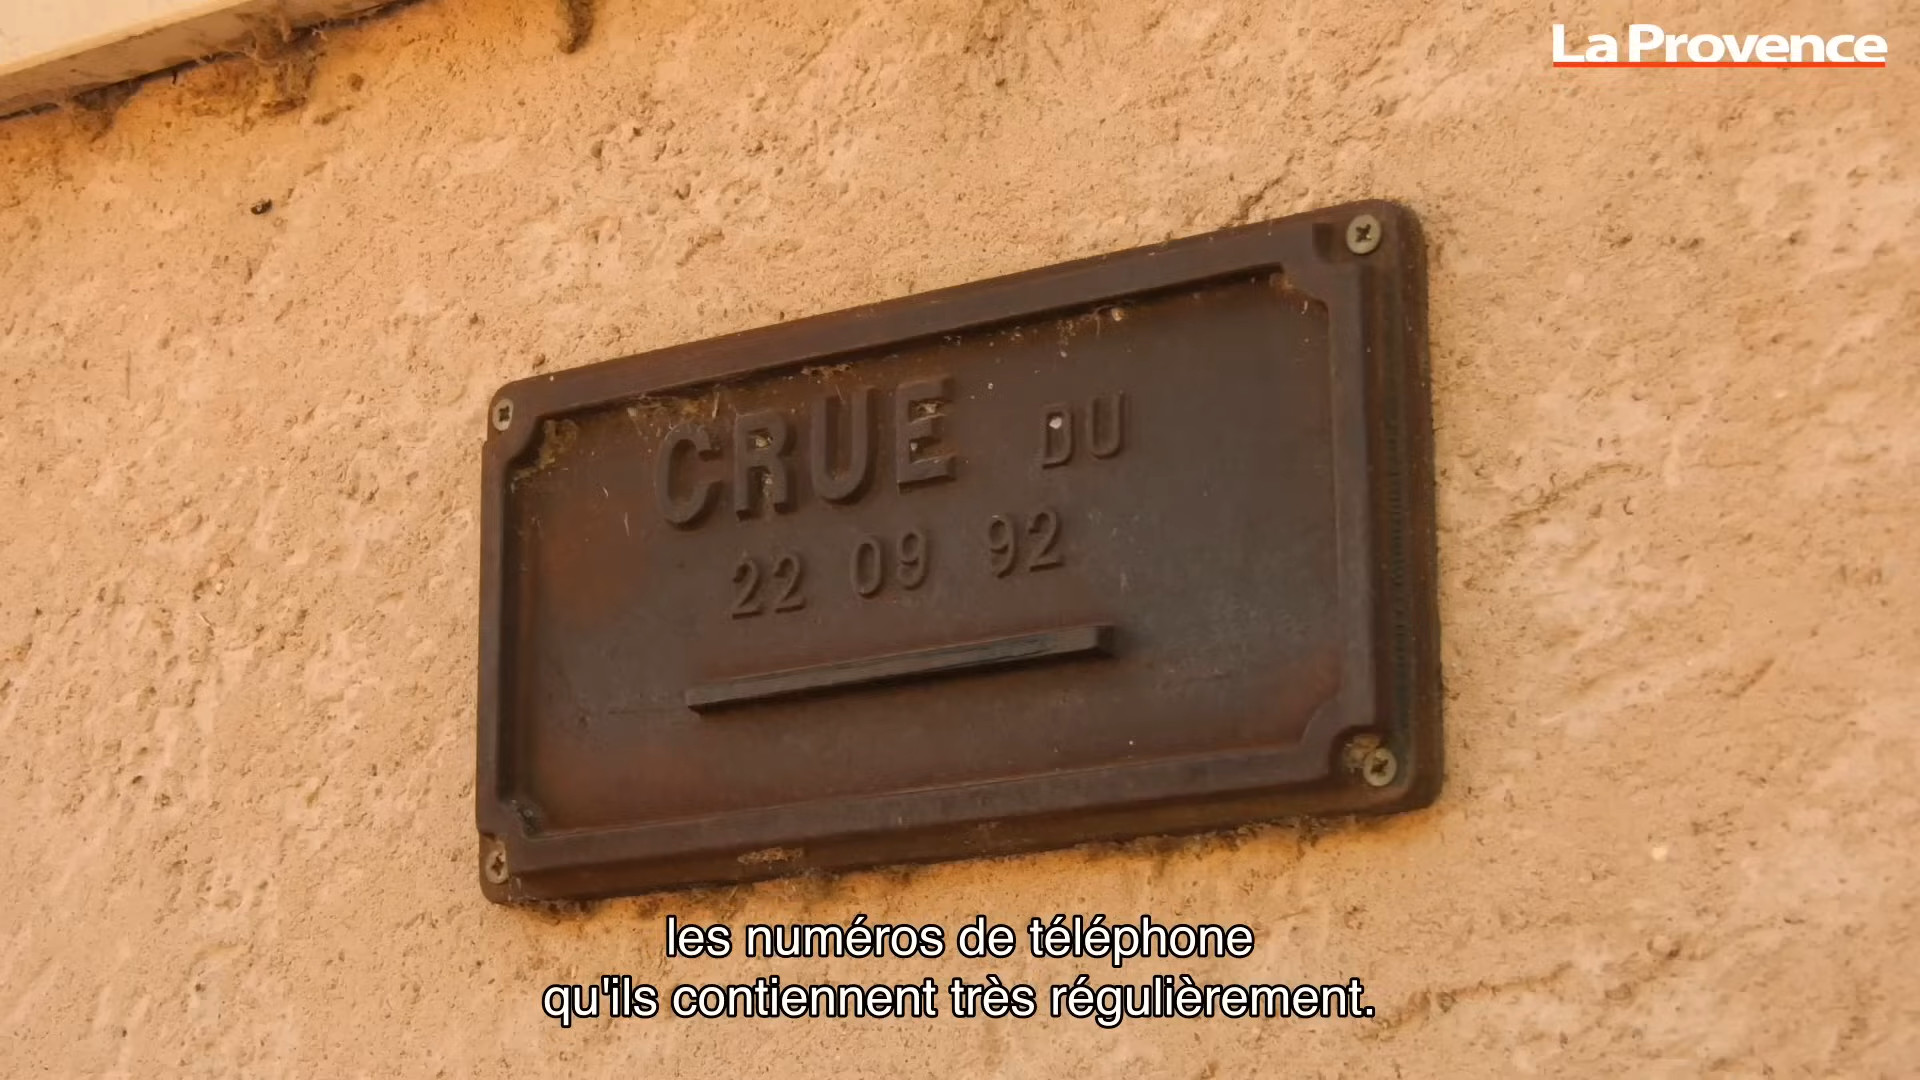 La Provence
CRUE DU
22 09 92
les numéros de téléphone
qu'ils contiennent très régulièrement.